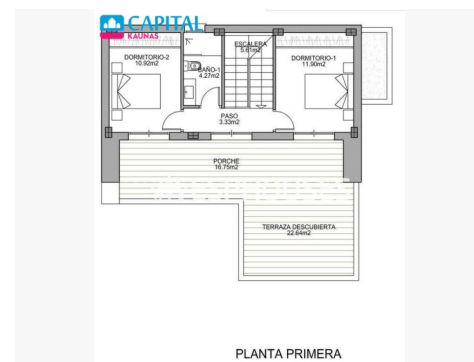 CAPITAL
KAUNAS
DORMITORIO-2
10.92m2
BAÑO-1
4.27m2
ESCALERA
5.61m2
DORMITORIO-1
11.90m2
PASO
3.33m2
PORCHE
16.75m2
TERRAZA DESCUBIERTA
22.64m2
PLANTA PRIMERA